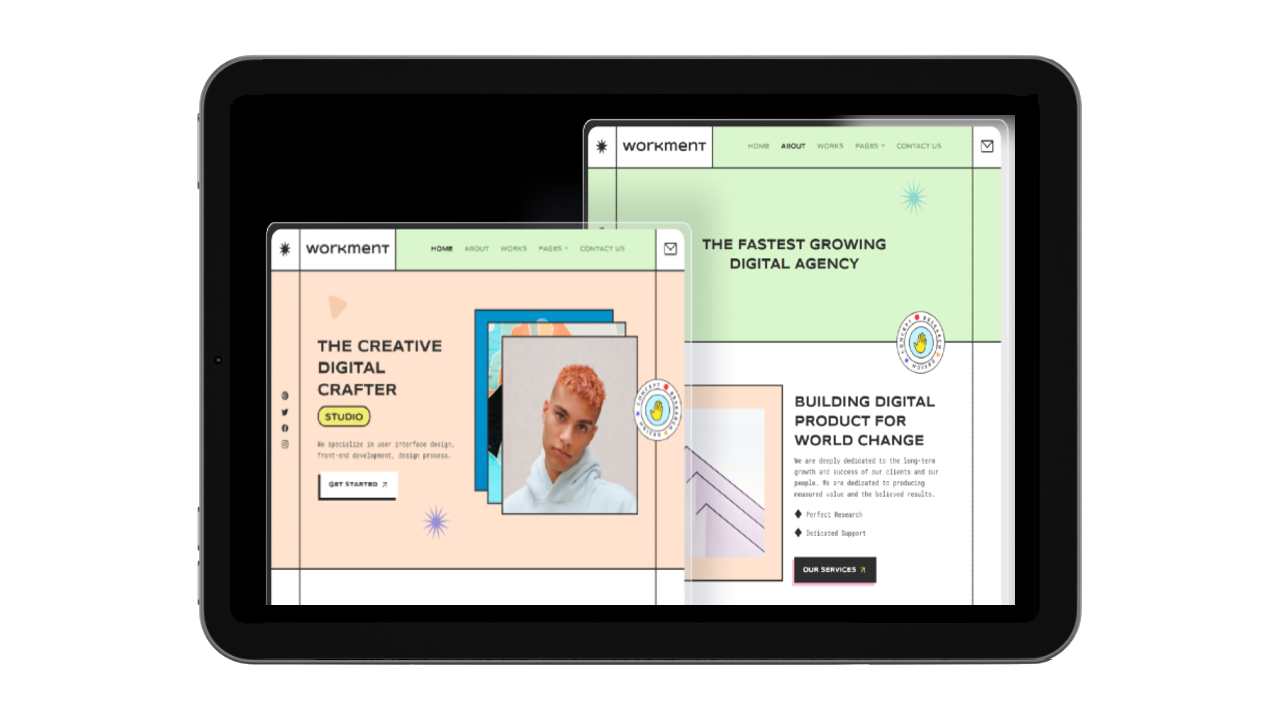 WORKMENT
HOME ABOUT WORKS PAGES CONTACT US
THE FASTEST GROWING
DIGITAL AGENCY
CONCEPT RESEARCH DESIGN
BUILDING DIGITAL
PRODUCT FOR
WORLD CHANGE
We are deeply dedicated to the long-term
growth and success of our clients and our
people. We are dedicated to producing
measured value and the believed results.
Perfect Research
Dedicated Support
OUR SERVICES
WORKMENT
HOME ABOUT WORKS PAGES CONTACT US
THE CREATIVE
DIGITAL
CRAFTER
STUDIO
We specialize in user interface design,
front-end development, design process.
GET STARTED
CONCEPT RESEARCH DESIGN